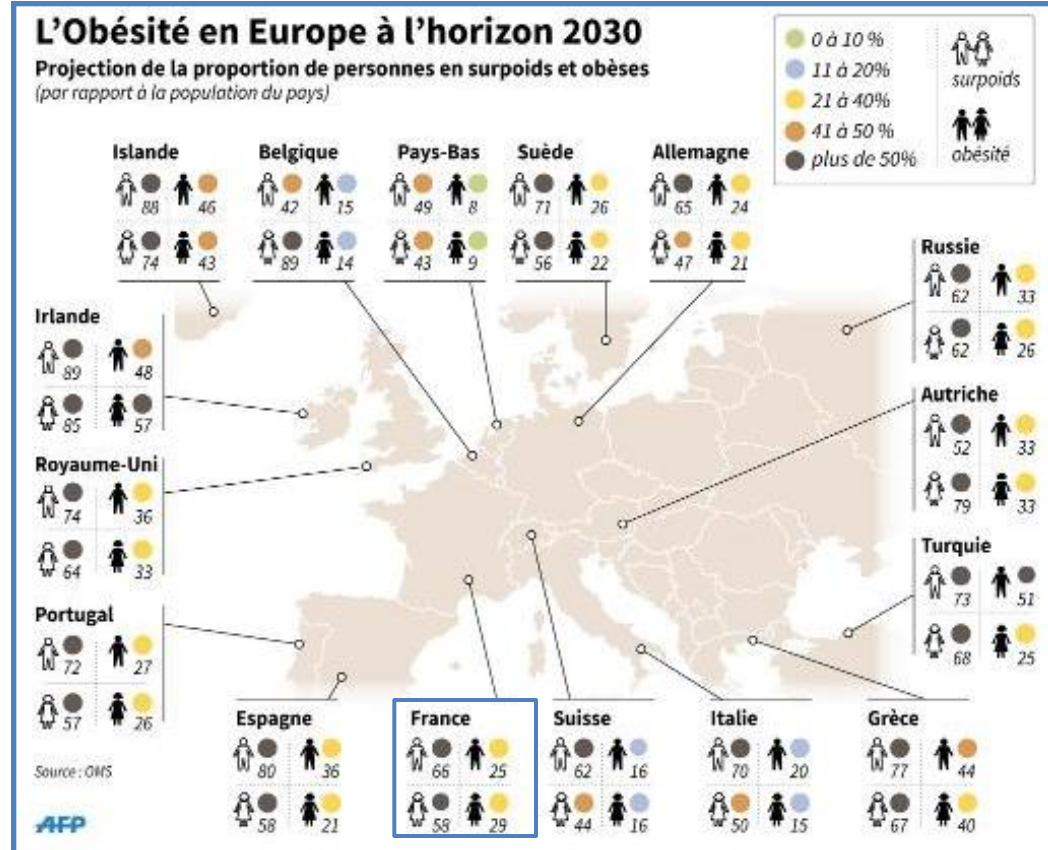 L'Obésité en Europe à l'horizon 2030
Projection de la proportion de personnes en surpoids et obèses
(par rapport à la population du pays)
0 à 10 %
11 à 20%
21 à 40%
41 à 50 %
plus de 50%
surpoids
obésité
Islande
88 46
74 43
Belgique
42 15
89 14
Pays-Bas
49 8
43 9
Suède
71 26
56 22
Allemagne
65 24
47 21
Russie
62 33
62 26
Irlande
89 48
85 57
Autriche
52 33
79 33
Royaume-Uni
74 36
64 33
Turquie
73 51
68 25
Portugal
72 27
57 26
Espagne
80 36
58 21
France
66 25
58 29
Suisse
62 16
44 16
Italie
70 20
50 15
Grèce
77 44
67 40
Source : OMS
AFP